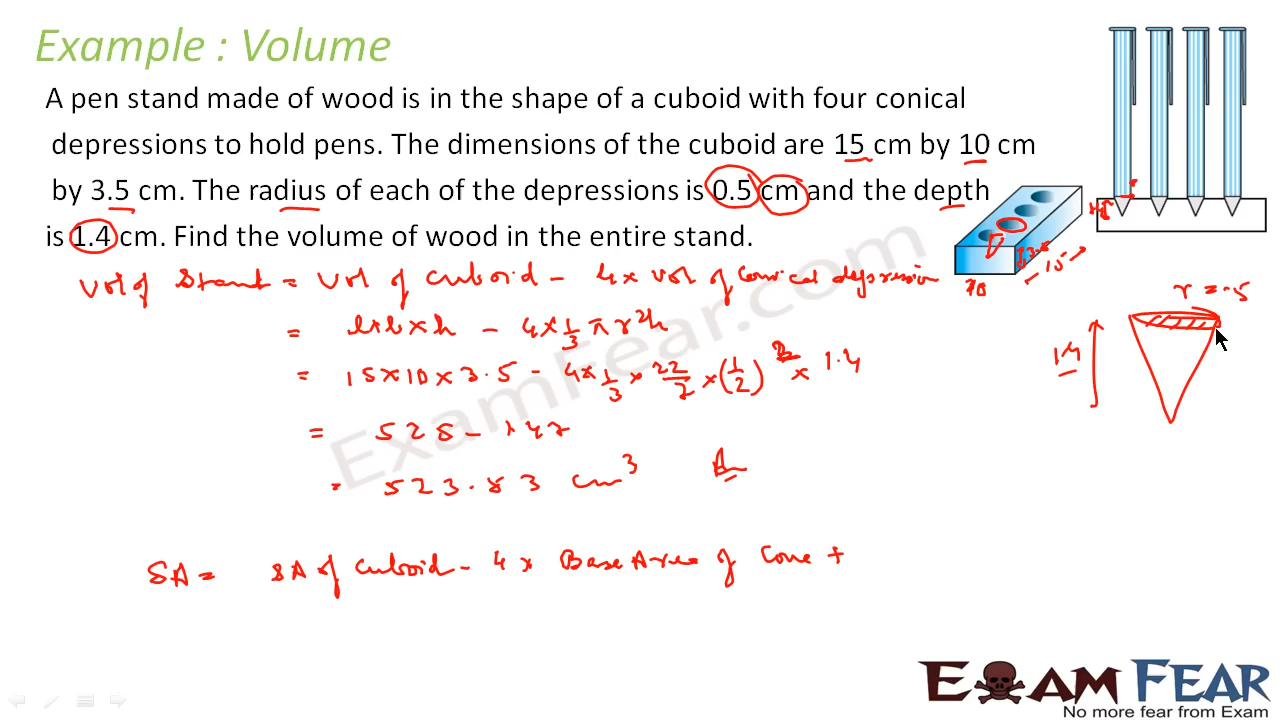 Example : Volume
A pen stand made of wood is in the shape of a cuboid with four conical
depressions to hold pens. The dimensions of the cuboid are 15 cm by 10 cm
by 3.5 cm. The radius of each of the depressions is 0.5 cm and the depth
is 1.4 cm. Find the volume of wood in the entire stand.
Vol of Stand = Vol of Cuboid - 4 x Vol of Conical depression
= l x b x h - 4 x 1/3 π r²h
= 15 x 10 x 3.5 - 4 x 1/3 x 22/7 x (1/2)² x 1.4
= 525 - 1.47
= 523.53 cm³
SA = SA of Cuboid - 4 x Base Area of Cone +
3.5
15
10
r = .5
1.4
ExamFear.com
EXAM FEAR
No more fear from Exam